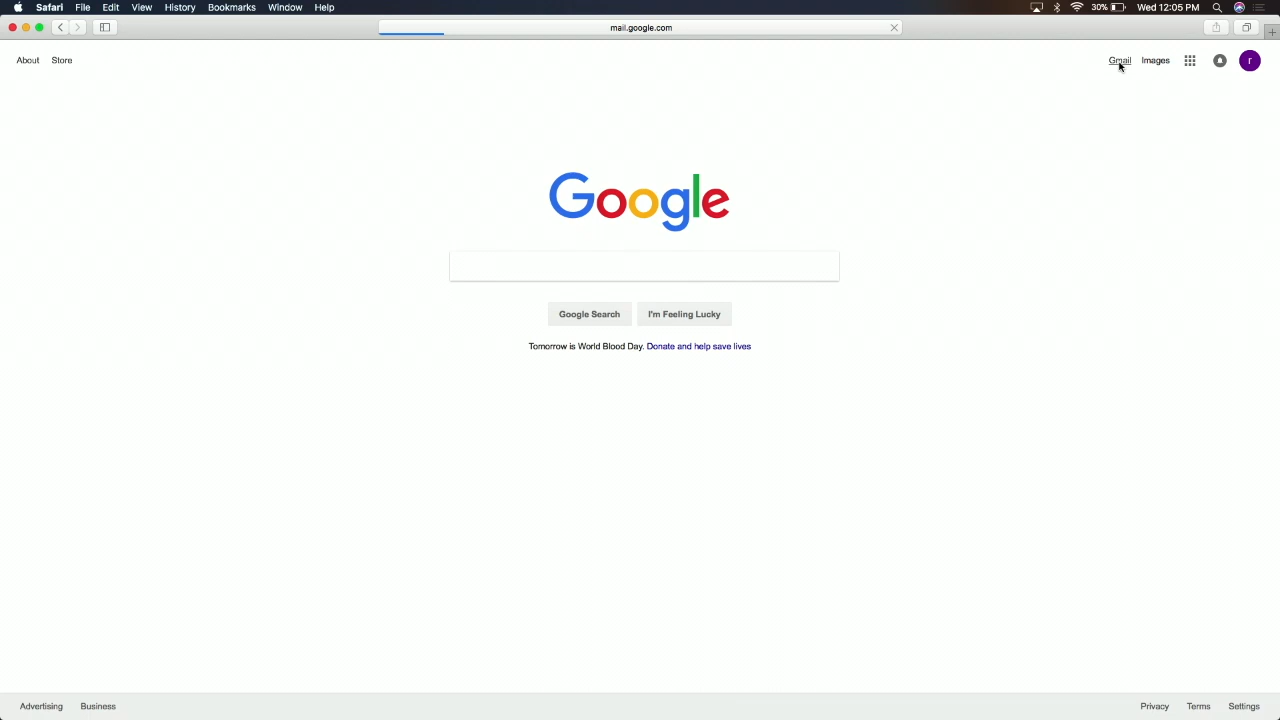 Safari File Edit View History Bookmarks Window Help 30% Wed 12:05 PM
mail.google.com
About Store Gmail Images r
Google
Google Search I'm Feeling Lucky
Tomorrow is World Blood Day. Donate and help save lives
Advertising Business Privacy Terms Settings